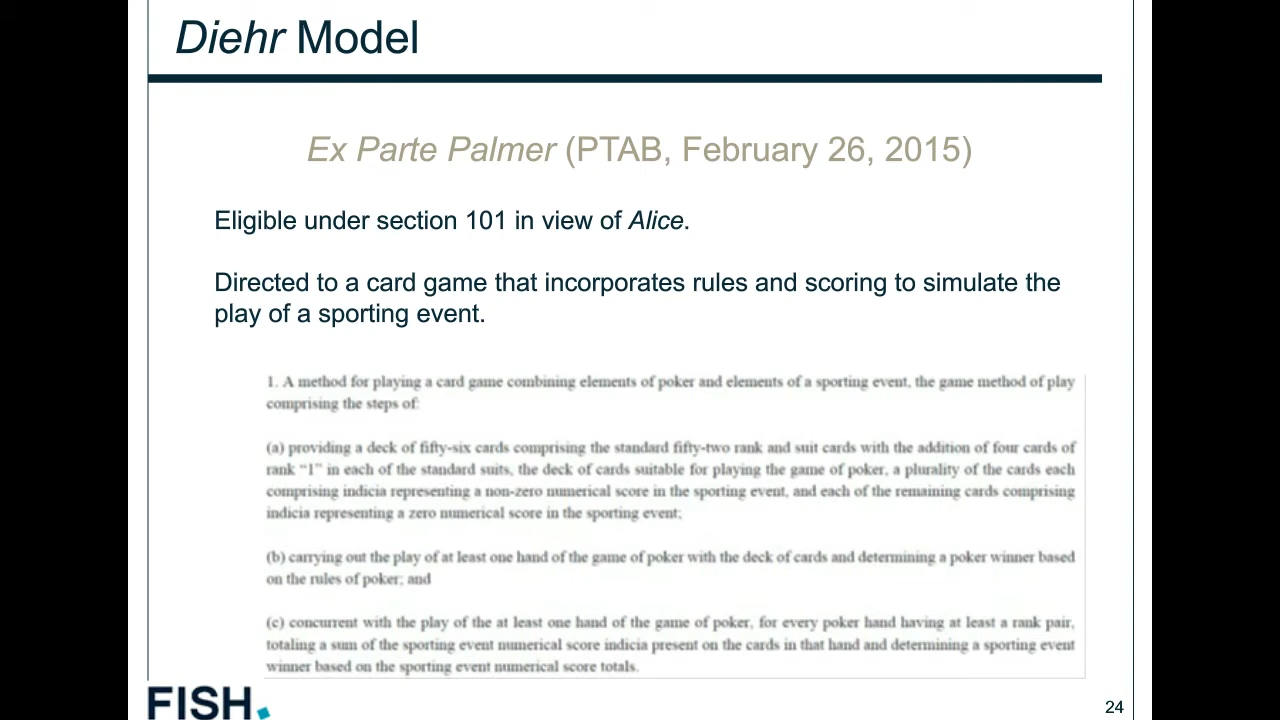 Diehr Model
Ex Parte Palmer (PTAB, February 26, 2015)
Eligible under section 101 in view of Alice.
Directed to a card game that incorporates rules and scoring to simulate the
play of a sporting event.
1. A method for playing a card game combining elements of poker and elements of a sporting event, the game method of play
comprising the steps of:
(a) providing a deck of fifty-six cards comprising the standard fifty-two rank and suit cards with the addition of four cards of
rank “1” in each of the standard suits, the deck of cards suitable for playing the game of poker, a plurality of the cards each
comprising indicia representing a non-zero numerical score in the sporting event, and each of the remaining cards comprising
indicia representing a zero numerical score in the sporting event;
(b) carrying out the play of at least one hand of the game of poker with the deck of cards and determining a poker winner based
on the rules of poker; and
(c) concurrent with the play of the at least one hand of the game of poker, for every poker hand having at least a rank pair,
totaling a sum of the sporting event numerical score indicia present on the cards in that hand and determining a sporting event
winner based on the sporting event numerical score totals.
FISH.
24